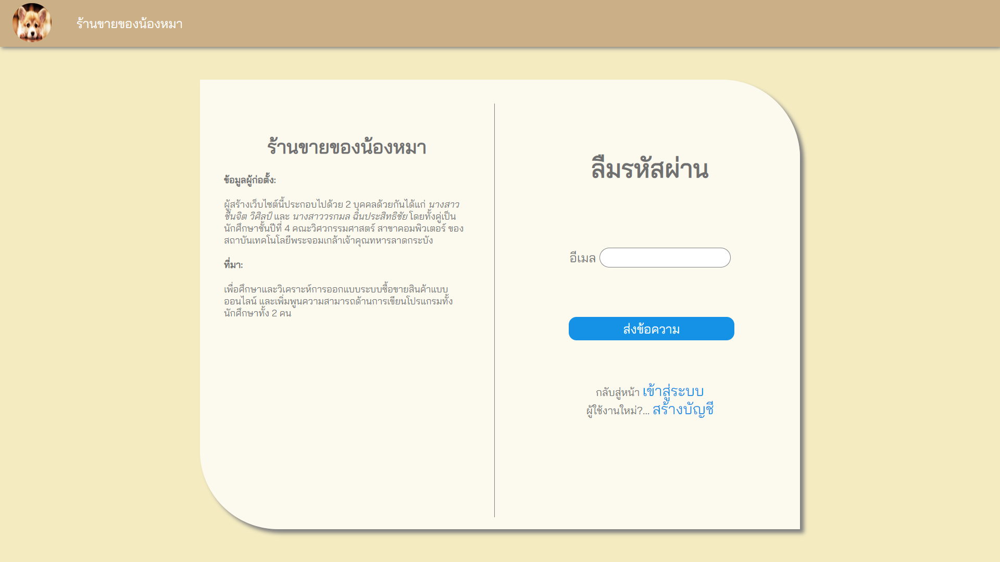 ร้านขายของน้องหมา
ร้านขายของน้องหมา
ข้อมูลผู้ก่อตั้ง:
ผู้สร้างเว็บไซต์นี้ประกอบไปด้วย 2 บุคคลด้วยกันได้แก่ นางสาว
ชื่นจิต วิศิลป์ และ นางสาววรกมล ฉินประสิทธิชัย โดยทั้งคู่เป็น
นักศึกษาชั้นปีที่ 4 คณะวิศวกรรมศาสตร์ สาขาคอมพิวเตอร์ ของ
สถาบันเทคโนโลยีพระจอมเกล้าเจ้าคุณทหารลาดกระบัง
ที่มา:
เพื่อศึกษาและวิเคราะห์การออกแบบระบบซื้อขายสินค้าแบบ
ออนไลน์ และเพิ่มพูนความสามารถด้านการเขียนโปรแกรมทั้ง
นักศึกษาทั้ง 2 คน
ลืมรหัสผ่าน
อีเมล
ส่งข้อความ
กลับสู่หน้า เข้าสู่ระบบ
ผู้ใช้งานใหม่?... สร้างบัญชี